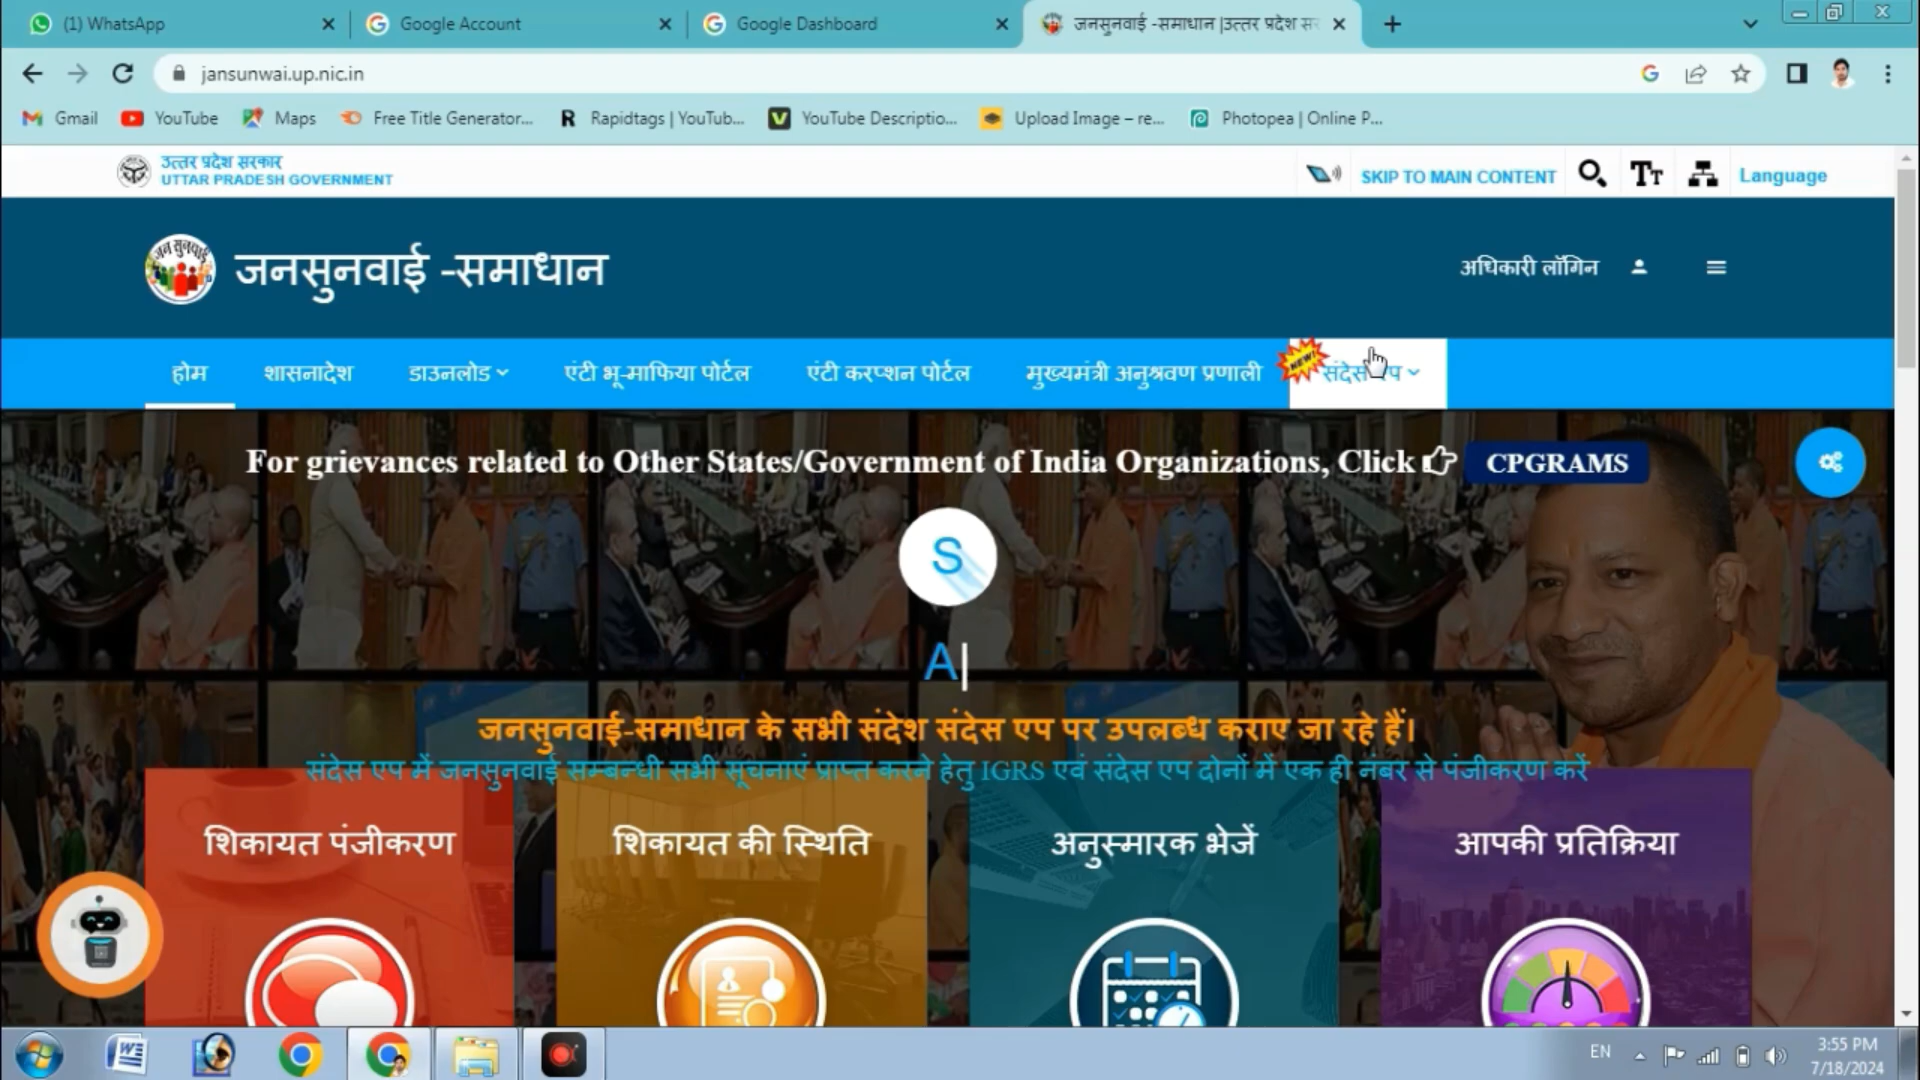 (1) WhatsApp
Google Account
Google Dashboard
जनसुनवाई -समाधान |उत्तर प्रदेश सर
jansunwai.up.nic.in
Gmail
YouTube
Maps
Free Title Generator...
Rapidtags | YouTub...
YouTube Descriptio...
Upload Image – re...
Photopea | Online P...
उत्तर प्रदेश सरकार
UTTAR PRADESH GOVERNMENT
SKIP TO MAIN CONTENT
Language
जन सुनवाई
जनसुनवाई -समाधान
अधिकारी लॉगिन
होम
शासनादेश
डाउनलोड
एंटी भू-माफिया पोर्टल
एंटी करप्शन पोर्टल
मुख्यमंत्री अनुश्रवण प्रणाली
NEW!
For grievances related to Other States/Government of India Organizations, Click
CPGRAMS
S
A|
जनसुनवाई-समाधान के सभी संदेश संदेस एप पर उपलब्ध कराए जा रहे हैं।
संदेस एप में जनसुनवाई सम्बन्धी सभी सूचनाएं प्राप्त करने हेतु IGRS एवं संदेस एप दोनों में एक ही नंबर से पंजीकरण करें
शिकायत पंजीकरण
शिकायत की स्थिति
अनुस्मारक भेजें
आपकी प्रतिक्रिया
EN
3:55 PM
7/18/2024